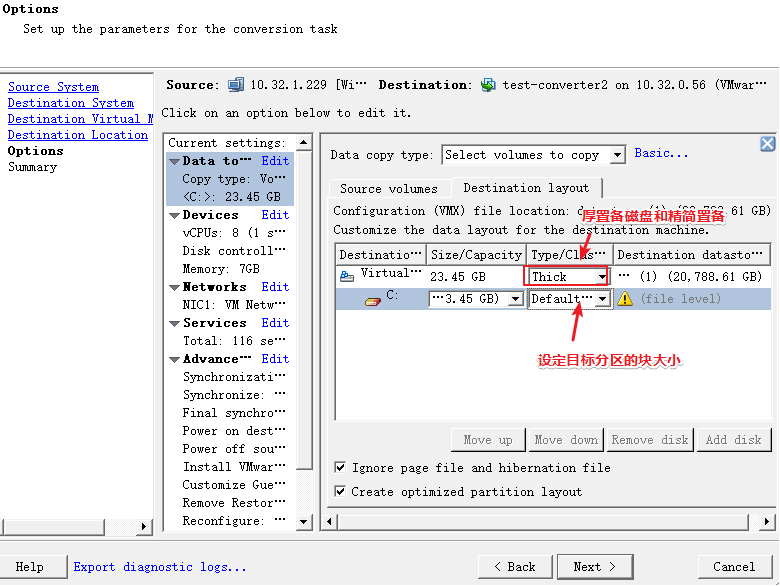 Options
Set up the parameters for the conversion task
Source System
Destination System
Destination Virtual M
Destination Location
Options
Summary
Source: 10.32.1.229 [Wi… Destination: test-converter2 on 10.32.0.56 (VMwar…
Click on an option below to edit it.
Current settings:
Data to… Edit
Copy type: Vo…
<C:>: 23.45 GB
Devices Edit
vCPUs: 8 (1 s…
Disk controll…
Memory: 7GB
Networks Edit
NIC1: VM Netw…
Services Edit
Total: 116 se…
Advance… Edit
Synchronizati…
Synchronize: …
Final synchro…
Power on dest…
Power off sou…
Install VMwar…
Customize Gue…
Remove Restor…
Reconfigure: …
Data copy type: Select volumes to copy Basic...
Source volumes Destination layout
Configuration (VMX) file location: (1) 61 GB)
厚置备磁盘和精简置备
Customize the data layout for the destination machine.
Destinatio… Size/Capacity Type/Clus… Destination datasto…
Virtual… 23.45 GB Thick … (1) (20,788.61 GB)
C: …3.45 GB) Default… (file level)
设定目标分区的块大小
Move up Move down Remove disk Add disk
Ignore page file and hibernation file
Create optimized partition layout
Help Export diagnostic logs... < Back Next > Cancel